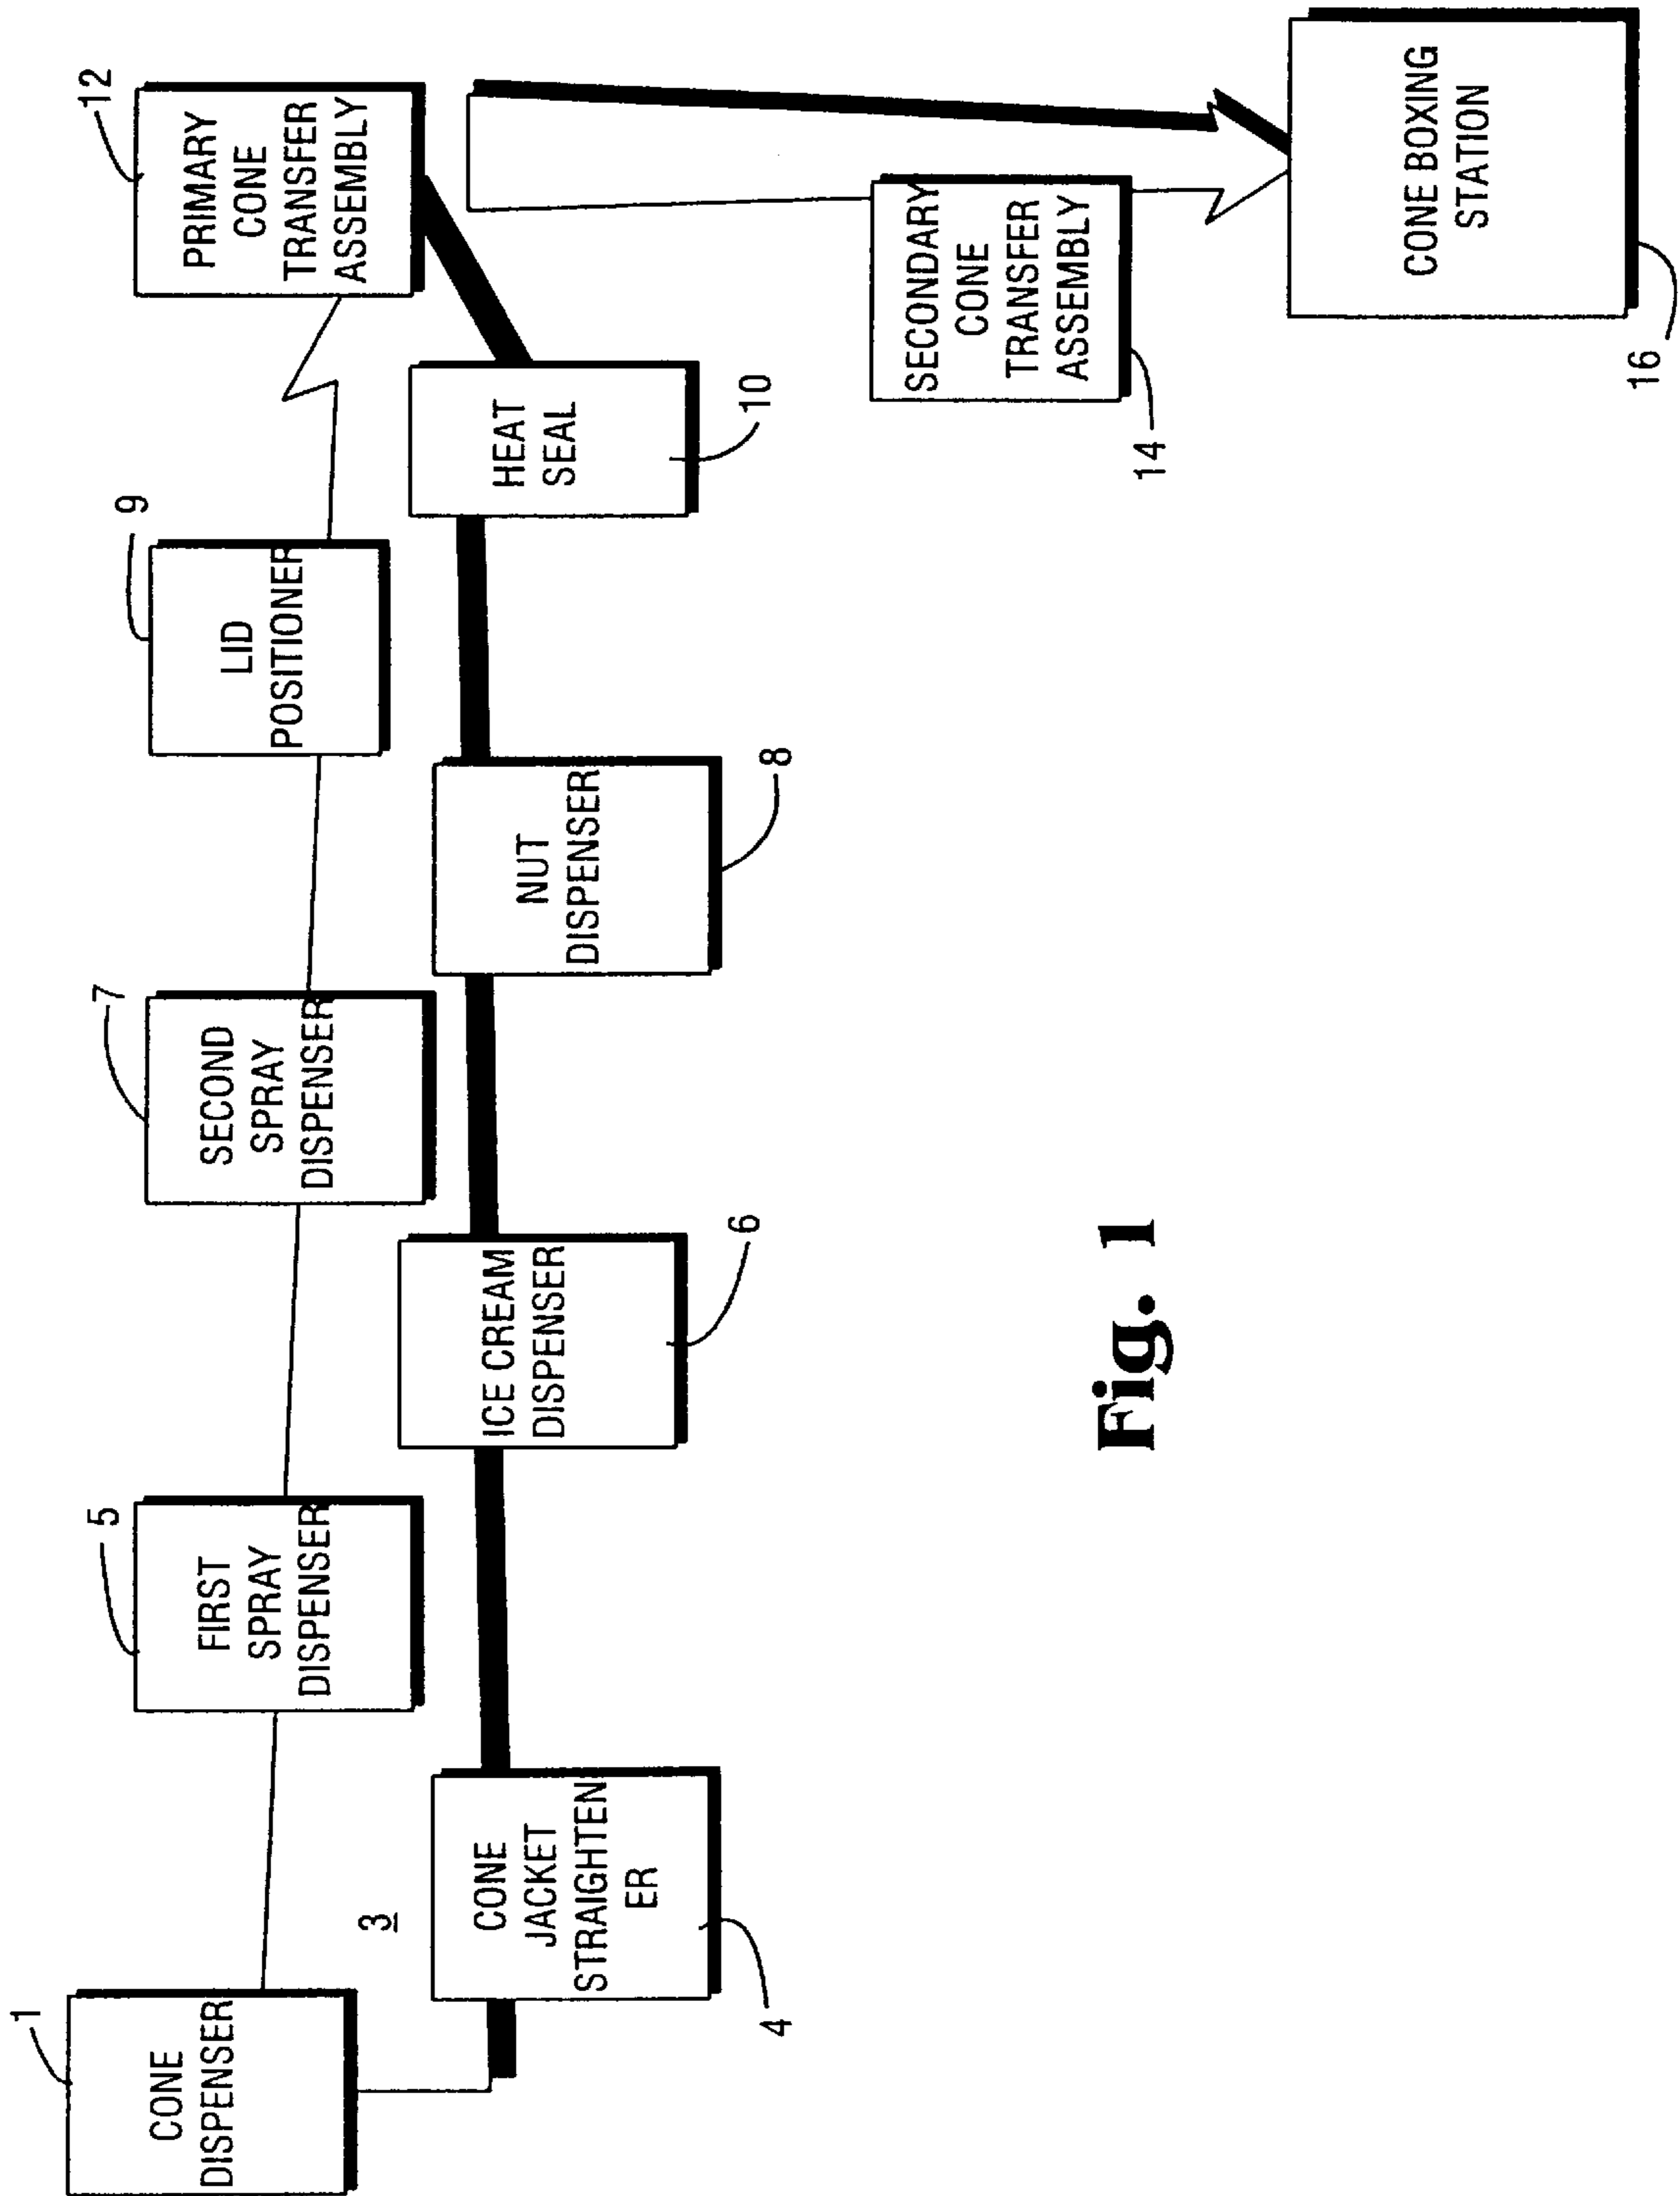 1
CONE
DISPENSER
3
CONE
JACKET
STRAIGHTEN
ER
4
5
FIRST
SPRAY
DISPENSER
ICE CREAM
DISPENSER
6
7
SECOND
SPRAY
DISPENSER
NUT
DISPENSER
8
9
LID
POSITIONER
HEAT
SEAL
10
12
PRIMARY
CONE
TRANSFER
ASSEMBLY
SECONDARY
CONE
TRANSFER
ASSEMBLY
14
CONE BOXING
STATION
16
Fig. 1